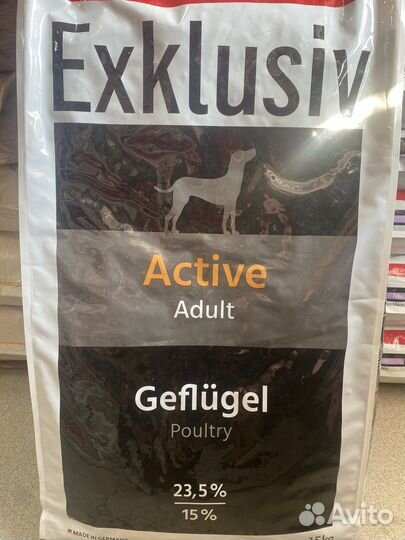 Exklusiv
Active
Adult
Geflügel
Poultry
23,5%
15%
MADE IN GERMANY
15kg
Avito